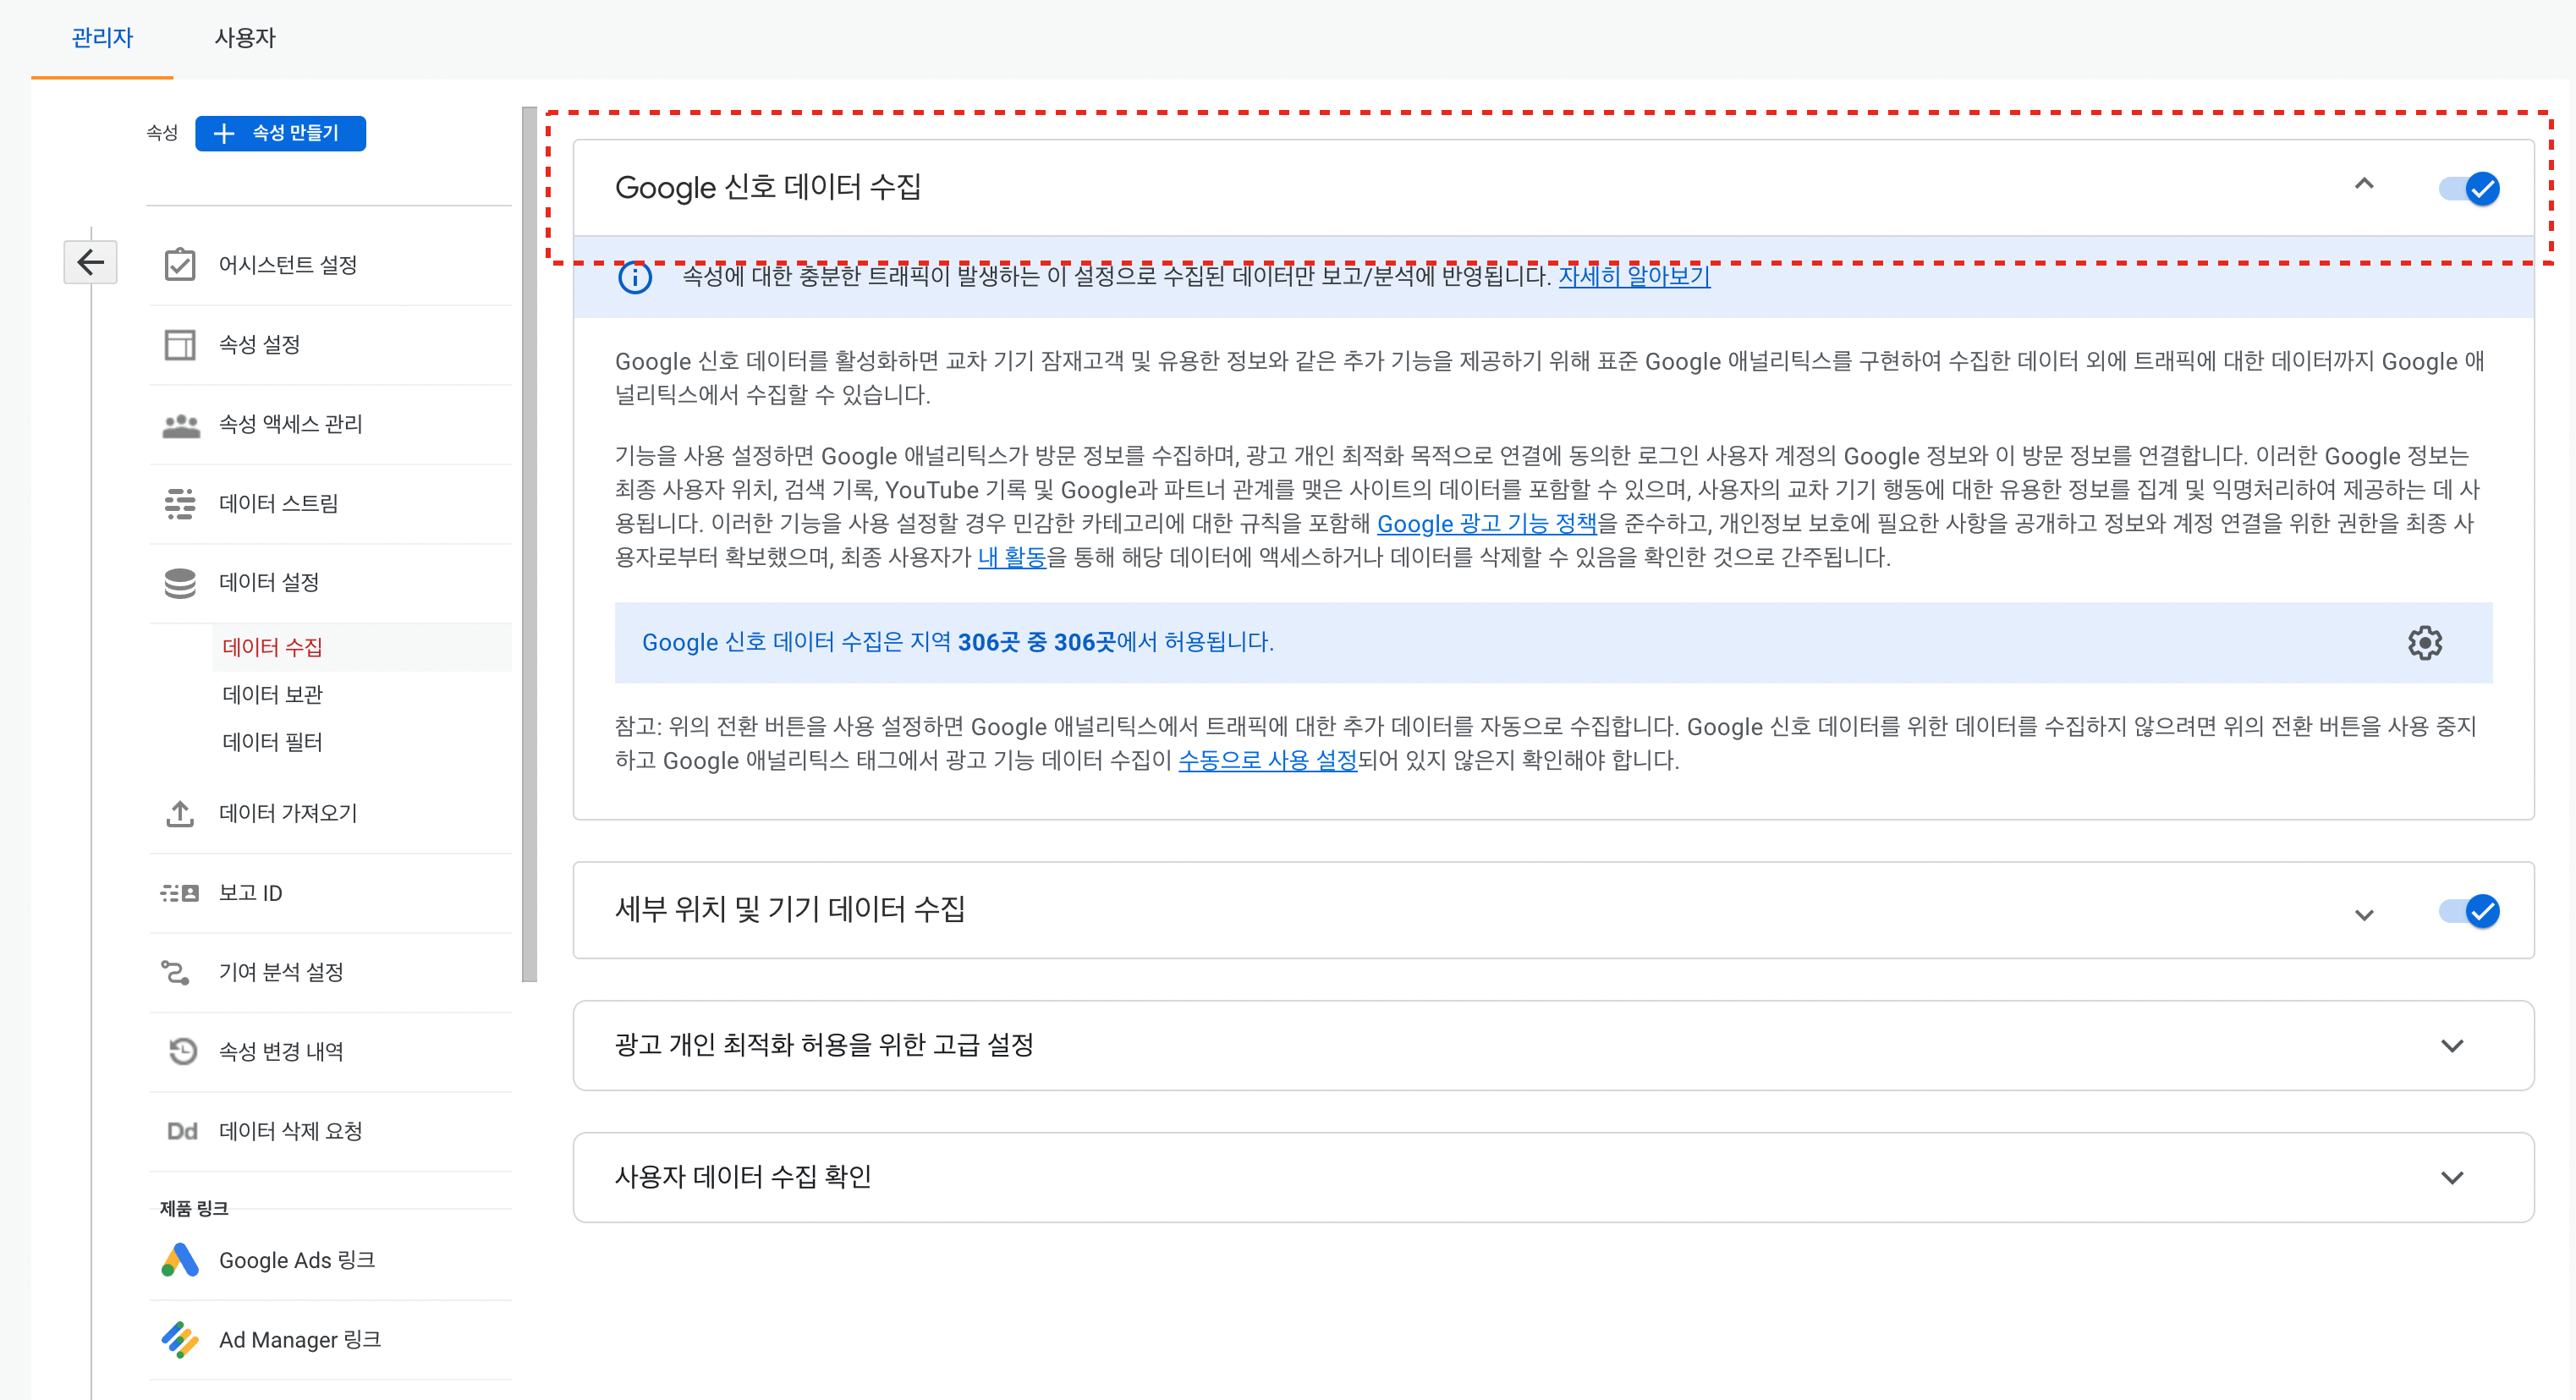 관리자
사용자
속성
속성 만들기
어시스턴트 설정
속성 설정
속성 액세스 관리
데이터 스트림
데이터 설정
데이터 수집
데이터 보관
데이터 필터
데이터 가져오기
보고 ID
기여 분석 설정
속성 변경 내역
Dd 데이터 삭제 요청
제품 링크
Google Ads 링크
Ad Manager 링크
Google 신호 데이터 수집
속성에 대한 충분한 트래픽이 발생하는 이 설정으로 수집된 데이터만 보고/분석에 반영됩니다. 자세히 알아보기
Google 신호 데이터를 활성화하면 교차 기기 잠재고객 및 유용한 정보와 같은 추가 기능을 제공하기 위해 표준 Google 애널리틱스를 구현하여 수집한 데이터 외에 트래픽에 대한 데이터까지 Google 애
널리틱스에서 수집할 수 있습니다.
기능을 사용 설정하면 Google 애널리틱스가 방문 정보를 수집하며, 광고 개인 최적화 목적으로 연결에 동의한 로그인 사용자 계정의 Google 정보와 이 방문 정보를 연결합니다. 이러한 Google 정보는
최종 사용자 위치, 검색 기록, YouTube 기록 및 Google과 파트너 관계를 맺은 사이트의 데이터를 포함할 수 있으며, 사용자의 교차 기기 행동에 대한 유용한 정보를 집계 및 익명처리하여 제공하는 데 사
용됩니다. 이러한 기능을 사용 설정할 경우 민감한 카테고리에 대한 규칙을 포함해 Google 광고 기능 정책을 준수하고, 개인정보 보호에 필요한 사항을 공개하고 정보와 계정 연결을 위한 권한을 최종 사
용자로부터 확보했으며, 최종 사용자가 내 활동을 통해 해당 데이터에 액세스하거나 데이터를 삭제할 수 있음을 확인한 것으로 간주됩니다.
Google 신호 데이터 수집은 지역 306곳 중 306곳에서 허용됩니다.
참고: 위의 전환 버튼을 사용 설정하면 Google 애널리틱스에서 트래픽에 대한 추가 데이터를 자동으로 수집합니다. Google 신호 데이터를 위한 데이터를 수집하지 않으려면 위의 전환 버튼을 사용 중지
하고 Google 애널리틱스 태그에서 광고 기능 데이터 수집이 수동으로 사용 설정되어 있지 않은지 확인해야 합니다.
세부 위치 및 기기 데이터 수집
광고 개인 최적화 허용을 위한 고급 설정
사용자 데이터 수집 확인